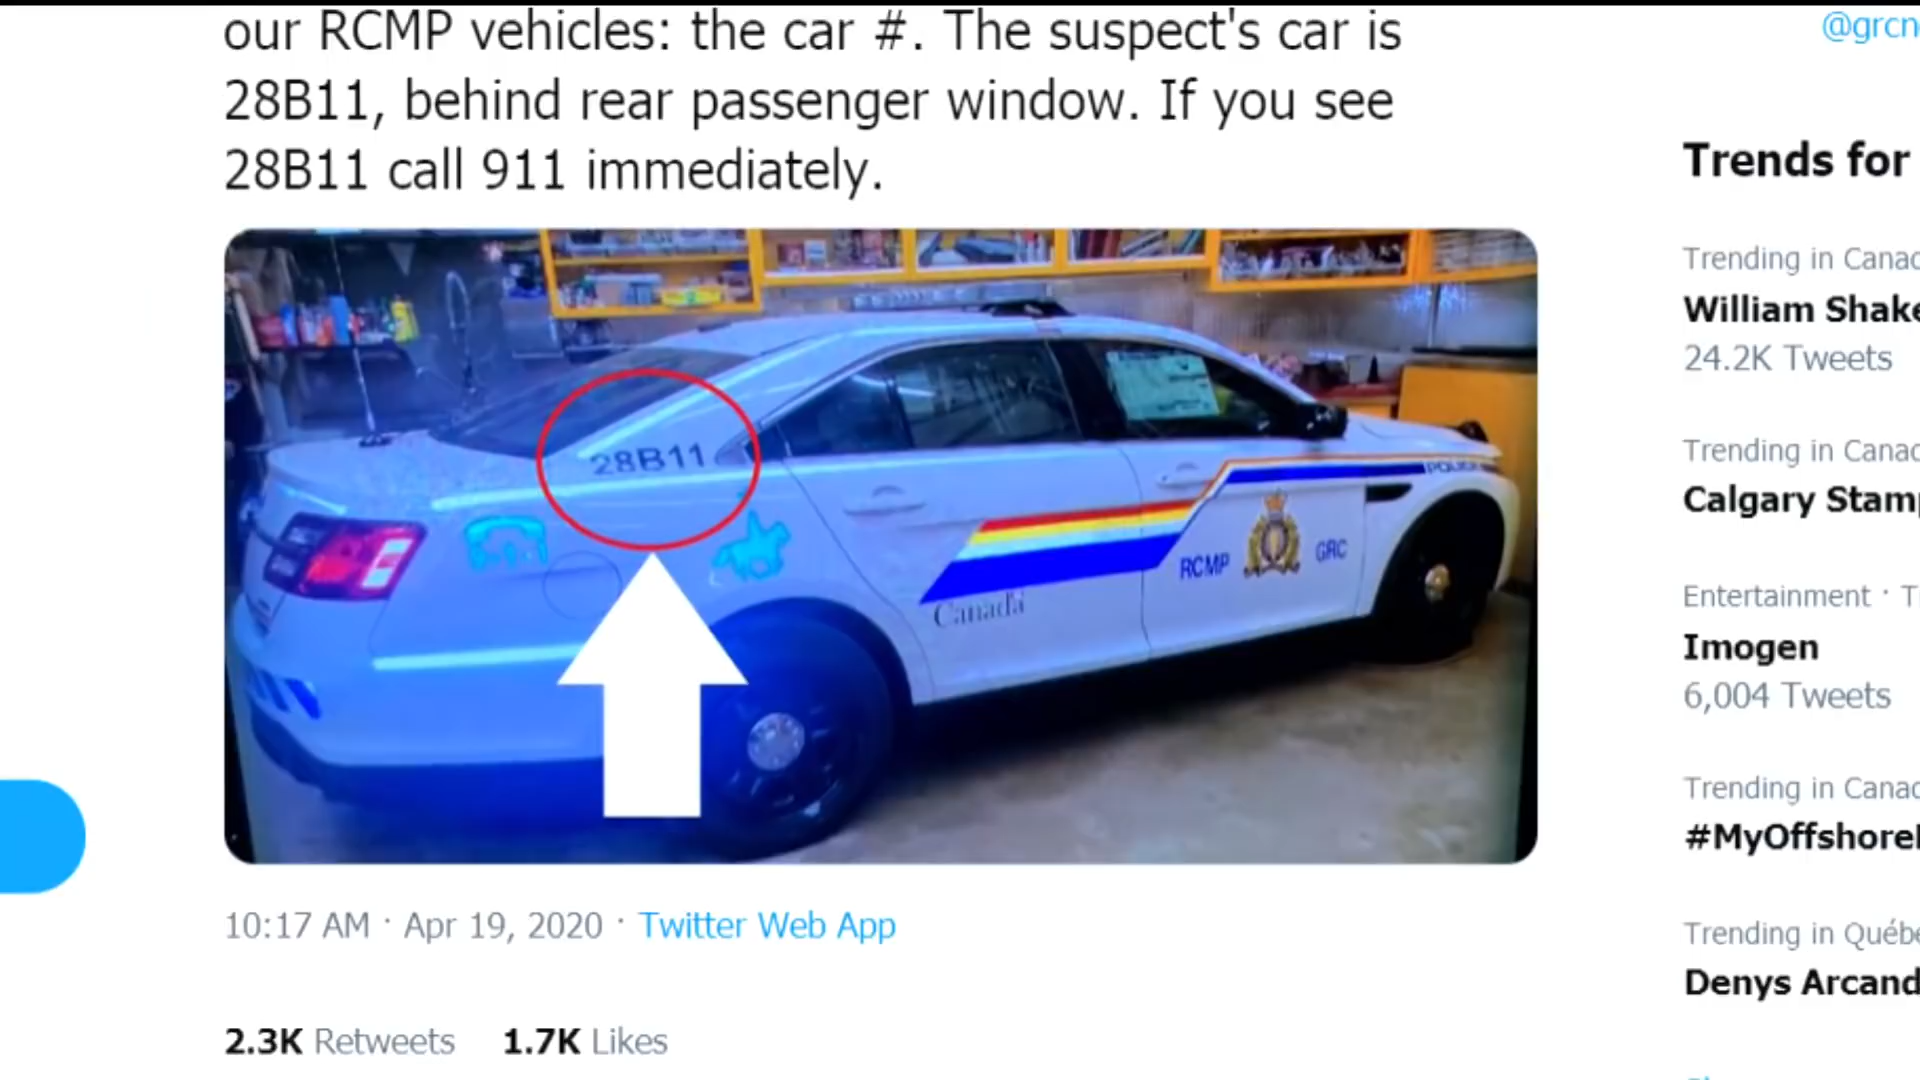 our RCMP vehicles: the car #. The suspect's car is
28B11, behind rear passenger window. If you see
28B11 call 911 immediately.
28B11
POLICE
RCMP
GRC
Canada
10:17 AM · Apr 19, 2020 · Twitter Web App
2.3K Retweets 1.7K Likes
@grcn
Trends for
Trending in Canad
William Shake
24.2K Tweets
Trending in Canad
Calgary Stamp
Entertainment · Tr
Imogen
6,004 Tweets
Trending in Canad
#MyOffshore
Trending in Québe
Denys Arcand